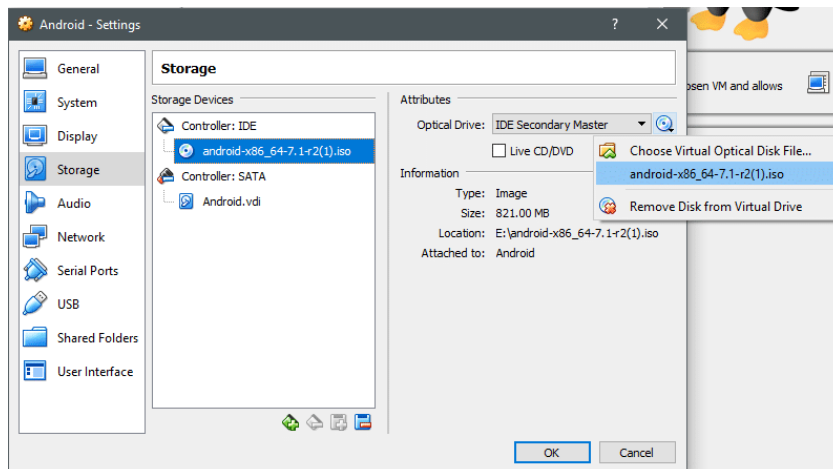 Android - Settings
?
General
System
Display
Storage
Audio
Network
Serial Ports
USB
Shared Folders
User Interface
Storage
Storage Devices
Controller: IDE
android-x86_64-7.1-r2(1).iso
Controller: SATA
Android.vdi
Attributes
Optical Drive: IDE Secondary Master
Live CD/DVD
Information
Type: Image
Size: 821.00 MB
Location: E:\android-x86_64-7.1-r2(1).iso
Attached to: Android
Choose Virtual Optical Disk File...
android-x86_64-7.1-r2(1).iso
Remove Disk from Virtual Drive
OK
Cancel
VM and allows